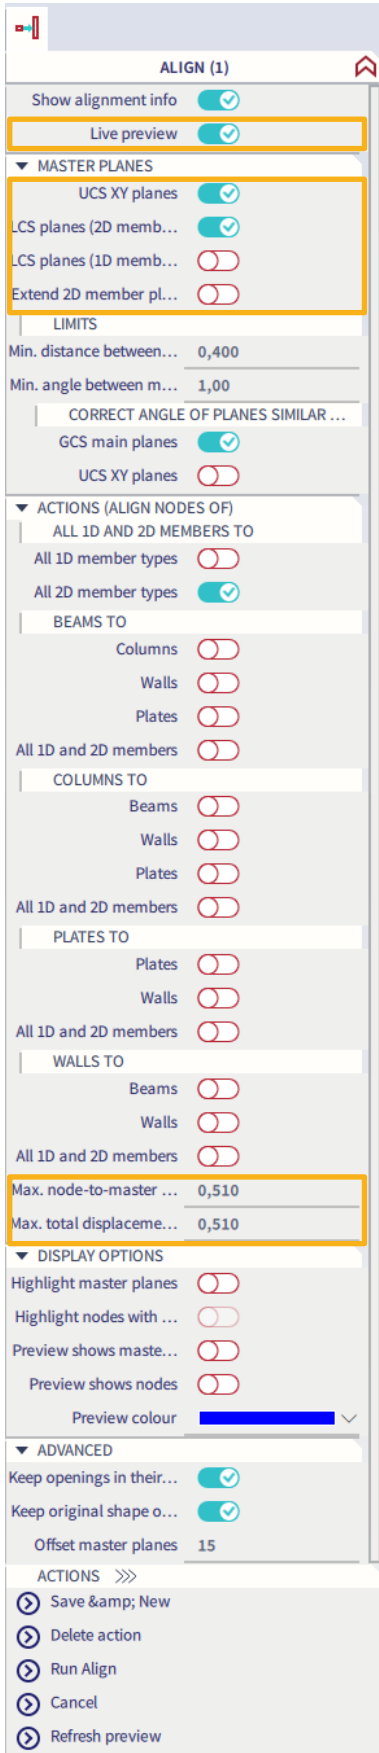 ALIGN (1)
Show alignment info
Live preview
MASTER PLANES
UCS XY planes
LCS planes (2D memb...
LCS planes (1D memb...
Extend 2D member pl...
LIMITS
Min. distance between... 0,400
Min. angle between m... 1,00
CORRECT ANGLE OF PLANES SIMILAR ...
GCS main planes
UCS XY planes
ACTIONS (ALIGN NODES OF)
ALL 1D AND 2D MEMBERS TO
All 1D member types
All 2D member types
BEAMS TO
Columns
Walls
Plates
All 1D and 2D members
COLUMNS TO
Beams
Walls
Plates
All 1D and 2D members
PLATES TO
Plates
Walls
All 1D and 2D members
WALLS TO
Beams
Walls
All 1D and 2D members
Max. node-to-master ... 0,510
Max. total displaceme... 0,510
DISPLAY OPTIONS
Highlight master planes
Highlight nodes with ...
Preview shows maste...
Preview shows nodes
Preview colour
ADVANCED
Keep openings in their...
Keep original shape o...
Offset master planes 15
ACTIONS >>>
Save &amp; New
Delete action
Run Align
Cancel
Refresh preview